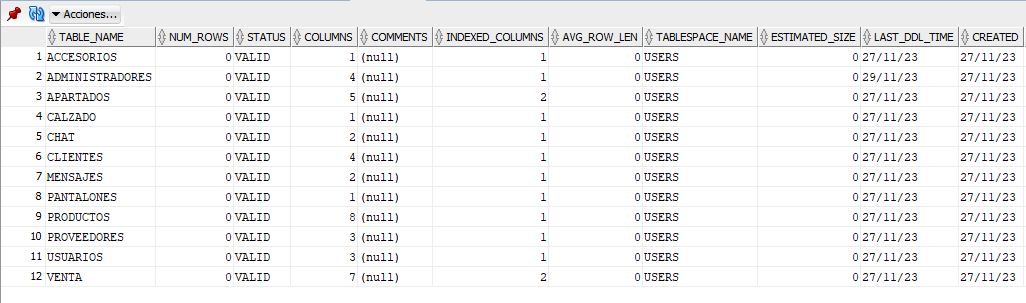 Acciones...
TABLE_NAME NUM_ROWS STATUS COLUMNS COMMENTS INDEXED_COLUMNS AVG_ROW_LEN TABLESPACE_NAME ESTIMATED_SIZE LAST_DDL_TIME CREATED
1 ACCESORIOS 0 VALID 1 (null) 1 0 USERS 0 27/11/23 27/11/23
2 ADMINISTRADORES 0 VALID 4 (null) 1 0 USERS 0 29/11/23 27/11/23
3 APARTADOS 0 VALID 5 (null) 2 0 USERS 0 27/11/23 27/11/23
4 CALZADO 0 VALID 1 (null) 1 0 USERS 0 27/11/23 27/11/23
5 CHAT 0 VALID 2 (null) 1 0 USERS 0 27/11/23 27/11/23
6 CLIENTES 0 VALID 4 (null) 1 0 USERS 0 27/11/23 27/11/23
7 MENSAJES 0 VALID 2 (null) 1 0 USERS 0 27/11/23 27/11/23
8 PANTALONES 0 VALID 1 (null) 1 0 USERS 0 27/11/23 27/11/23
9 PRODUCTOS 0 VALID 8 (null) 1 0 USERS 0 27/11/23 27/11/23
10 PROVEEDORES 0 VALID 3 (null) 1 0 USERS 0 27/11/23 27/11/23
11 USUARIOS 0 VALID 3 (null) 1 0 USERS 0 27/11/23 27/11/23
12 VENTA 0 VALID 7 (null) 2 0 USERS 0 27/11/23 27/11/23